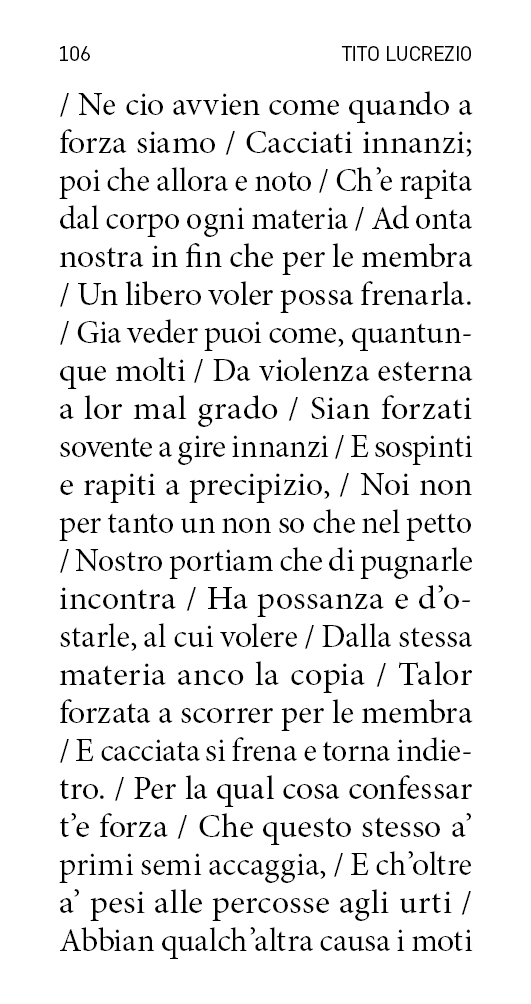 106 TITO LUCREZIO
/ Ne cio avvien come quando a
forza siamo / Cacciati innanzi;
poi che allora e noto / Ch’e rapita
dal corpo ogni materia / Ad onta
nostra in fin che per le membra
/ Un libero voler possa frenarla.
/ Gia veder puoi come, quantun-
que molti / Da violenza esterna
a lor mal grado / Sian forzati
sovente a gire innanzi / E sospinti
e rapiti a precipizio, / Noi non
per tanto un non so che nel petto
/ Nostro portiam che di pugnarle
incontra / Ha possanza e d’o-
starle, al cui volere / Dalla stessa
materia anco la copia / Talor
forzata a scorrer per le membra
/ E cacciata si frena e torna indie-
tro. / Per la qual cosa confessar
t’e forza / Che questo stesso a’
primi semi accaggia, / E ch’oltre
a’ pesi alle percosse agli urti /
Abbian qualch’altra causa i moti